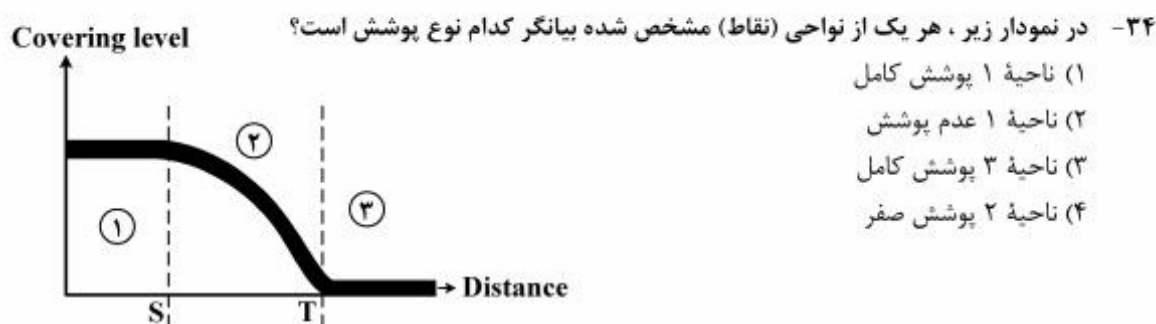 ۳۴- در نمودار زیر ، هر یک از نواحی (نقاط) مشخص شده بیانگر کدام نوع پوشش است؟
۱) ناحیهٔ ۱ پوشش کامل
۲) ناحیهٔ ۱ عدم پوشش
۳) ناحیهٔ ۳ پوشش کامل
۴) ناحیهٔ ۲ پوشش صفر
Covering level
۱
۲
۳
S
T
Distance